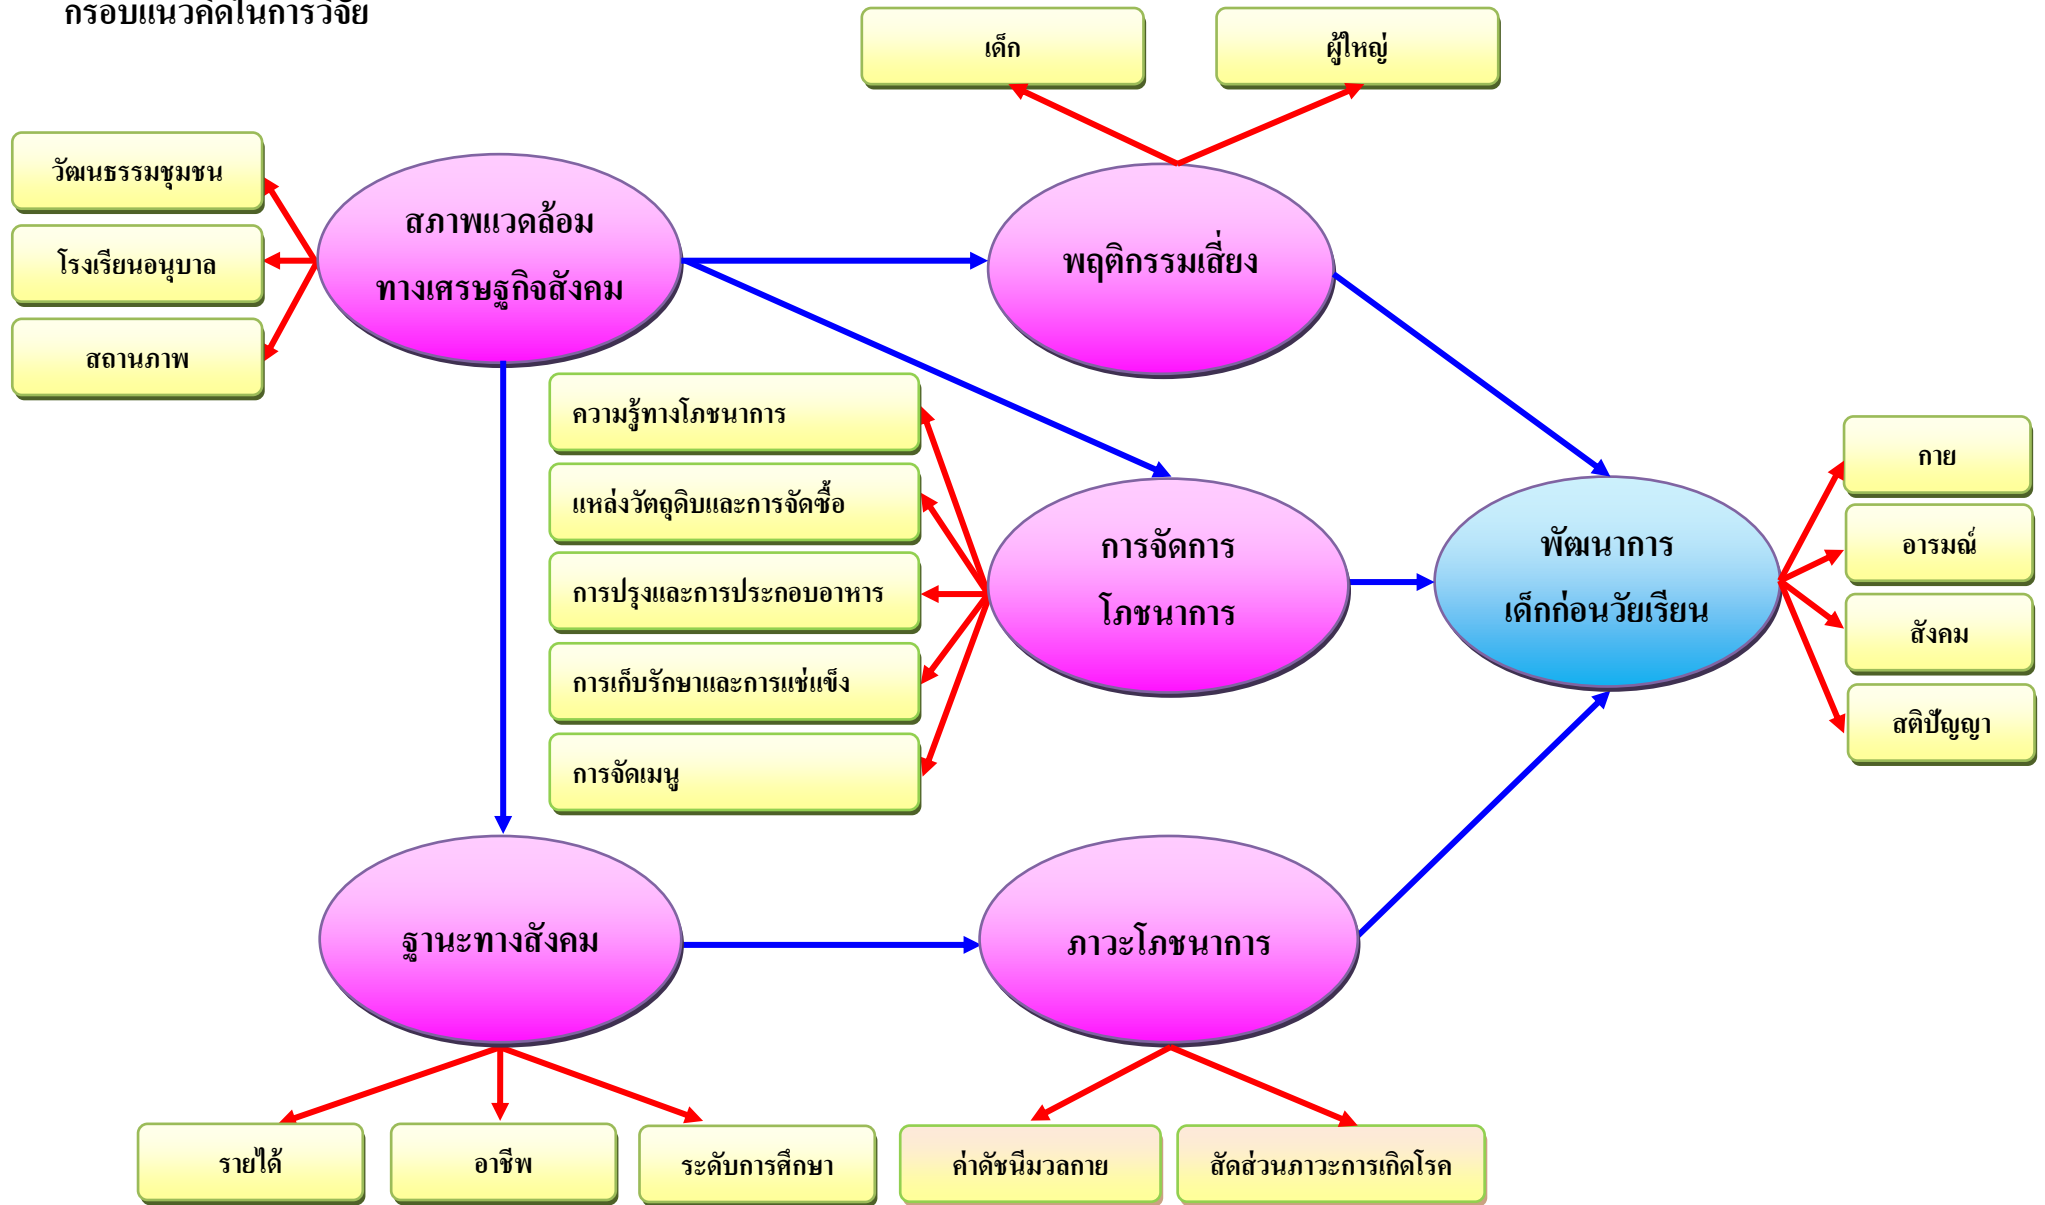 กรอบแนวคิดในการวิจัย
เด็ก
ผู้ใหญ่
วัฒนธรรมชุมชน
โรงเรียนอนุบาล
สถานภาพ
สภาพแวดล้อม
ทางเศรษฐกิจสังคม
พฤติกรรมเสี่ยง
ความรู้ทางโภชนาการ
แหล่งวัตถุดิบและการจัดซื้อ
การปรุงและการประกอบอาหาร
การเก็บรักษาและการแช่แข็ง
การจัดเมนู
การจัดการ
โภชนาการ
พัฒนาการ
เด็กก่อนวัยเรียน
กาย
อารมณ์
สังคม
สติปัญญา
ฐานะทางสังคม
ภาวะโภชนาการ
รายได้
อาชีพ
ระดับการศึกษา
ค่าดัชนีมวลกาย
สัดส่วนภาวะการเกิดโรค